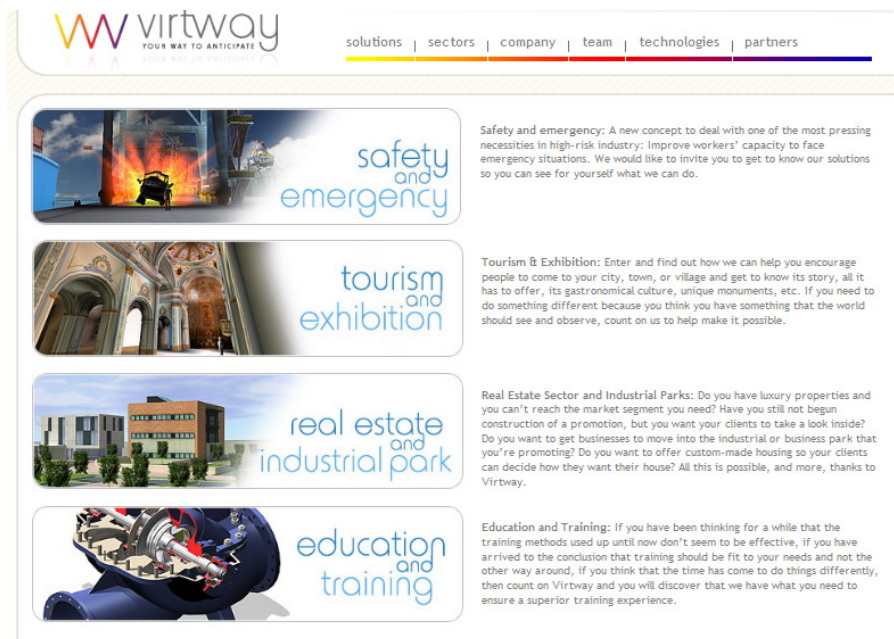 virtway
YOUR WAY TO ANTICIPATE
solutions | sectors | company | team | technologies | partners
safety
and
emergency
Safety and emergency: A new concept to deal with one of the most pressing
necessities in high-risk industry: Improve workers' capacity to face
emergency situations. We would like to invite you to get to know our solutions
so you can see for yourself what we can do.
tourism
and
exhibition
Tourism & Exhibition: Enter and find out how we can help you encourage
people to come to your city, town, or village and get to know its story, all it
has to offer, its gastronomical culture, unique monuments, etc. If you need to
do something different because you think you have something that the world
should see and observe, count on us to help make it possible.
real estate
and
industrial park
Real Estate Sector and Industrial Parks: Do you have luxury properties and
you can't reach the market segment you need? Have you still not begun
construction of a promotion, but you want your clients to take a look inside?
Do you want to get businesses to move into the industrial or business park that
you're promoting? Do you want to offer custom-made housing so your clients
can decide how they want their house? All this is possible, and more, thanks to
Virtway.
education
and
training
Education and Training: If you have been thinking for a while that the
training methods used up until now don't seem to be effective, if you have
arrived to the conclusion that training should be fit to your needs and not the
other way around, if you think that the time has come to do things differently,
then count on Virtway and you will discover that we have what you need to
ensure a superior training experience.